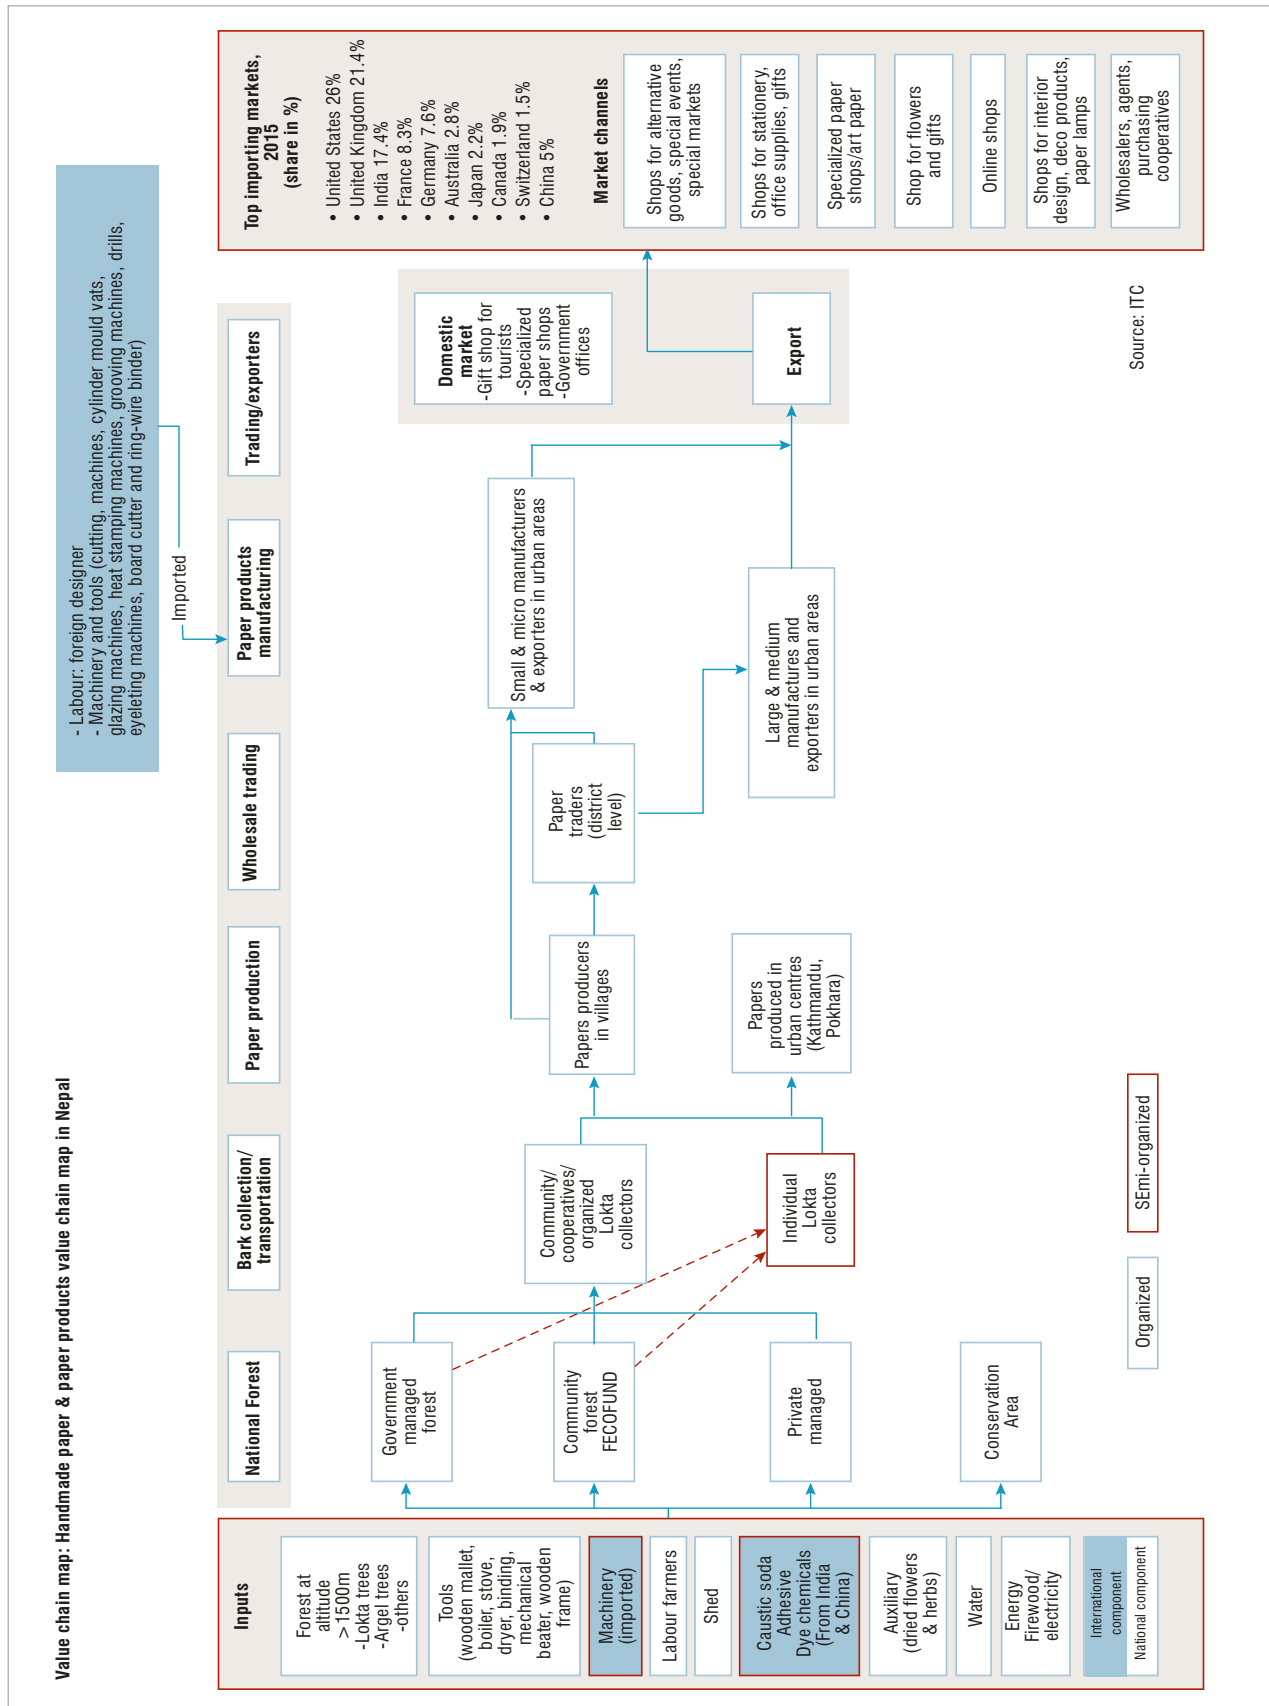 Value chain map: Handmade paper & paper products value chain map in Nepal
- Labour: foreign designer
- Machinery and tools (cutting, machines, cylinder mould vats,
glazing machines, heat stamping machines, grooving machines, drills,
eyeleting machines, board cutter and ring-wire binder)
Imported
Inputs
National Forest
Bark collection/
transportation
Paper production
Wholesale trading
Paper products
manufacturing
Trading/exporters
Forest at
altitude
> 1500m
-Lokta trees
-Argel trees
-others
Tools
(wooden mallet,
boiler, stove,
dryer, binding,
mechanical
beater, wooden
frame)
Machinery
(imported)
Labour farmers
Shed
Caustic soda
Adhesive
Dye chemicals
(From India
& China)
Auxiliary
(dried flowers
& herbs)
Water
Energy
Firewood/
electricity
International
component
National component
Government
managed
forest
Community
forest
FECOFUND
Private
managed
Conservation
Area
Community/
cooperatives/
organized
Lokta
collectors
Individual
Lokta
collectors
Papers producers
in villages
Papers
produced in
urban centres
(Kathmandu,
Pokhara)
Paper
traders
(district
level)
Small & micro manufacturers
& exporters in urban areas
Large & medium
manufactures and
exporters in urban areas
Domestic
market
-Gift shop for
tourists
-Specialized
paper shops
-Government
offices
Export
Top importing markets,
2015
(share in %)
• United States 26%
• United Kingdom 21.4%
• India 17.4%
• France 8.3%
• Germany 7.6%
• Australia 2.8%
• Japan 2.2%
• Canada 1.9%
• Switzerland 1.5%
• China 5%
Market channels
Shops for alternative
goods, special events,
special markets
Shops for stationery,
office supplies, gifts
Specialized paper
shops/art paper
Shop for flowers
and gifts
Online shops
Shops for interior
design, deco products,
paper lamps
Wholesalers, agents,
purchasing
cooperatives
Organized
SEmi-organized
Source: ITC